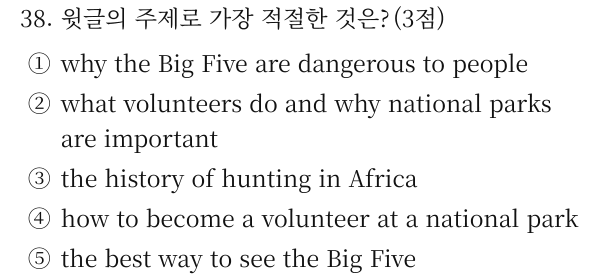 38. 윗글의 주제로 가장 적절한 것은?(3점)
① why the Big Five are dangerous to people
② what volunteers do and why national parks
are important
③ the history of hunting in Africa
④ how to become a volunteer at a national park
⑤ the best way to see the Big Five